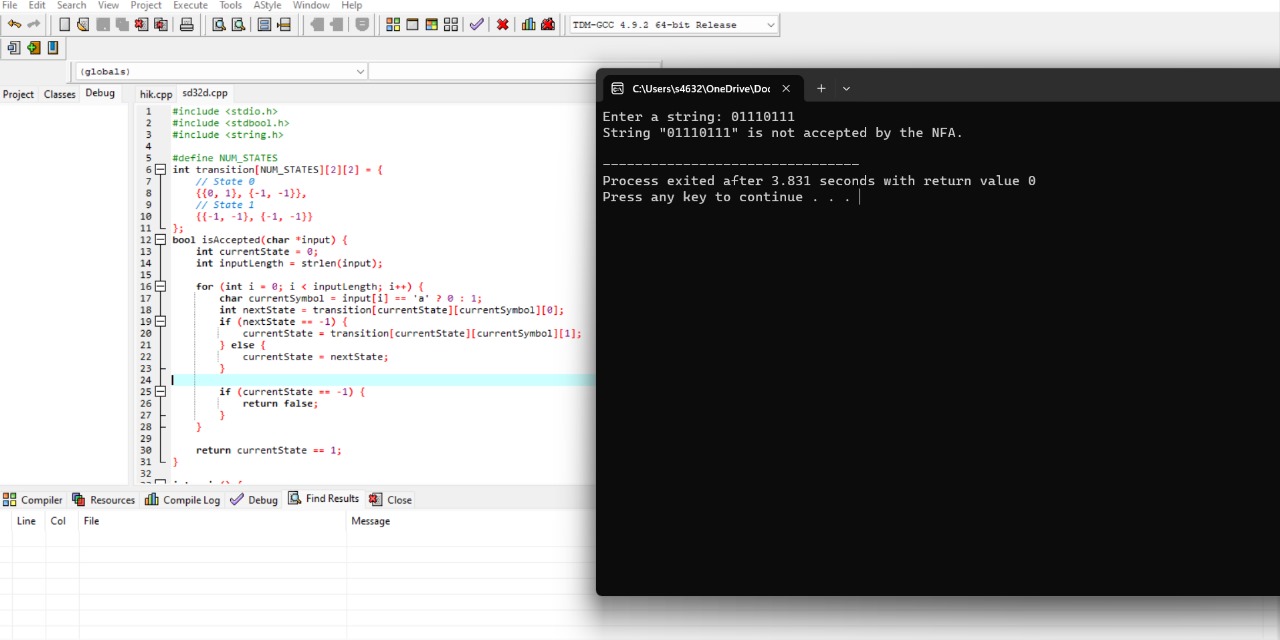 File Edit Search View Project Execute Tools AStyle Window Help
TDM-GCC 4.9.2 64-bit Release
(globals)
Project Classes Debug
hik.cpp sd32d.cpp
1 #include <stdio.h>
2 #include <stdbool.h>
3 #include <string.h>
4
5 #define NUM_STATES
6 int transition[NUM_STATES][2][2] = {
7 // State 0
8 {{0, 1}, {-1, -1}},
9 // State 1
10 {{-1, -1}, {-1, -1}}
11 };
12 bool isAccepted(char *input) {
13 int currentState = 0;
14 int inputLength = strlen(input);
15
16 for (int i = 0; i < inputLength; i++) {
17 char currentSymbol = input[i] == 'a' ? 0 : 1;
18 int nextState = transition[currentState][currentSymbol][0];
19 if (nextState == -1) {
20 currentState = transition[currentState][currentSymbol][1];
21 } else {
22 currentState = nextState;
23 }
24
25 if (currentState == -1) {
26 return false;
27 }
28 }
29
30 return currentState == 1;
31 }
32
C:\Users\s4632\OneDrive\Doc
Enter a string: 01110111
String "01110111" is not accepted by the NFA.
--------------------------------
Process exited after 3.831 seconds with return value 0
Press any key to continue . . .
Compiler Resources Compile Log Debug Find Results Close
Line Col File Message